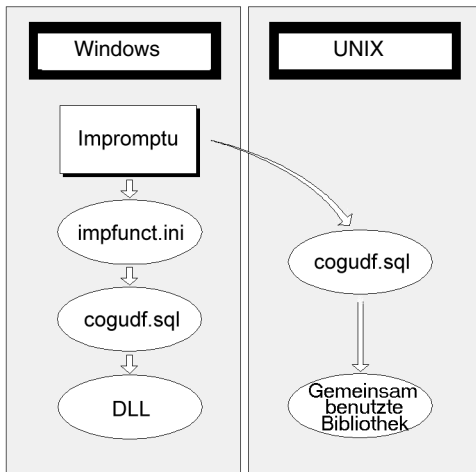 Windows
Impromptu
impfunct.ini
cogudf.sql
DLL
UNIX
cogudf.sql
Gemeinsam
benutzte
Bibliothek